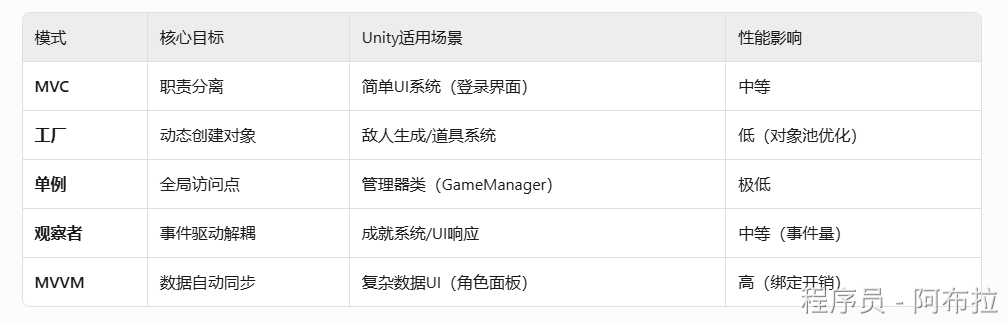 模式 核心目标 Unity适用场景 性能影响
MVC 职责分离 简单UI系统（登录界面） 中等
工厂 动态创建对象 敌人生成/道具系统 低（对象池优化）
单例 全局访问点 管理器类（GameManager） 极低
观察者 事件驱动解耦 成就系统/UI响应 中等（事件量）
MVVM 数据自动同步 复杂数据UI（角色面板） 高（绑定开销）
程序员 - 阿布拉